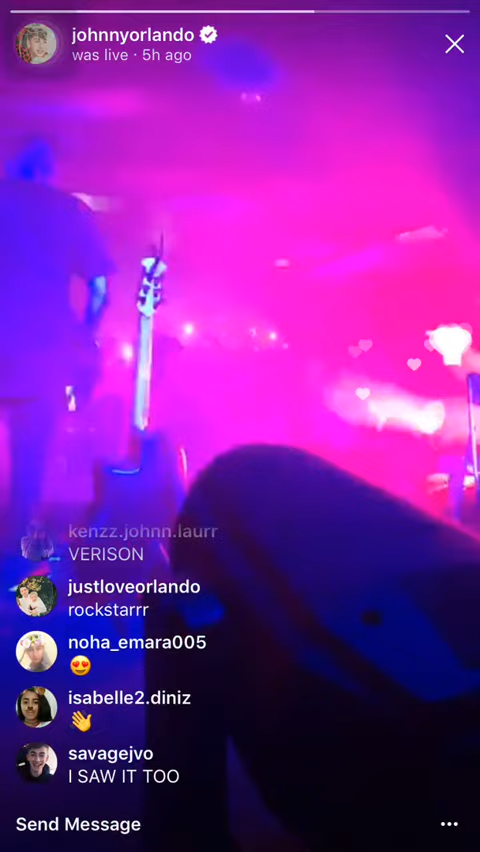 johnnyorlando
was live · 5h ago
kenzz.johnn.laurr
VERISON
justloveorlando
rockstarrr
noha_emara005
😍
isabelle2.diniz
👋
savagejvo
I SAW IT TOO
Send Message